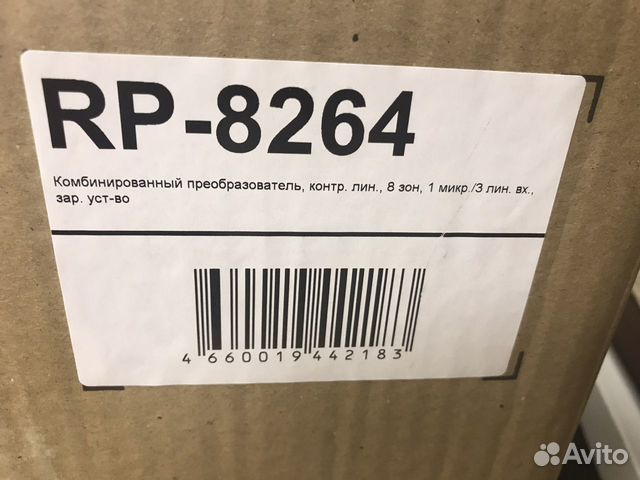 RP-8264
Комбинированный преобразователь, контр. лин., 8 зон, 1 микр./3 лин. вх.,
зар. уст-во
4 660019 442183
Avito